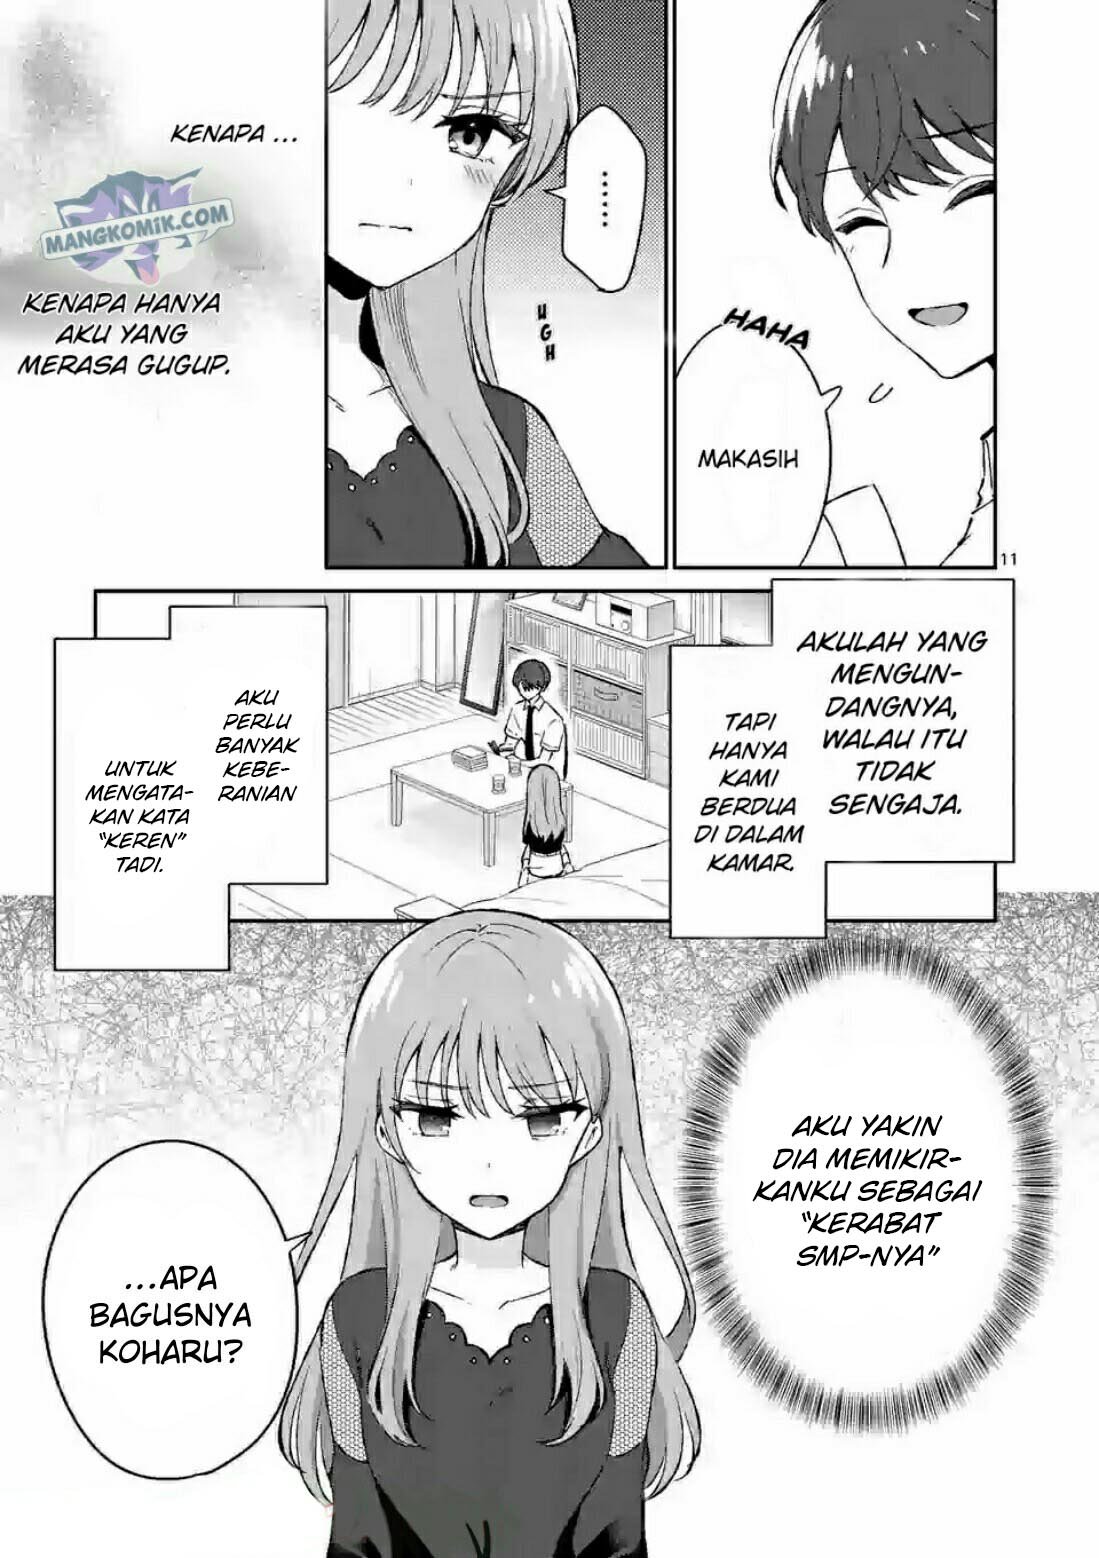 HAHA
MAKASIH
......
UGH
KENAPA ...
MANGKOMIK.COM
KENAPA HANYA
AKU YANG
MERASA GUGUP.
11
AKULAH YANG
MENGUN-
DANGNYA,
WALAU ITU
TIDAK
SENGAJA.
TAPI
HANYA
KAMI
BERDUA
DI DALAM
KAMAR.
AKU
PERLU
BANYAK
KEBE-
RANIAN
UNTUK
MENGATA-
KAN KATA
"KEREN"
TADI.
AKU YAKIN
DIA MEMIKIR-
KANKU SEBAGAI
"KERABAT
SMP-NYA"
...APA
BAGUSNYA
KOHARU?